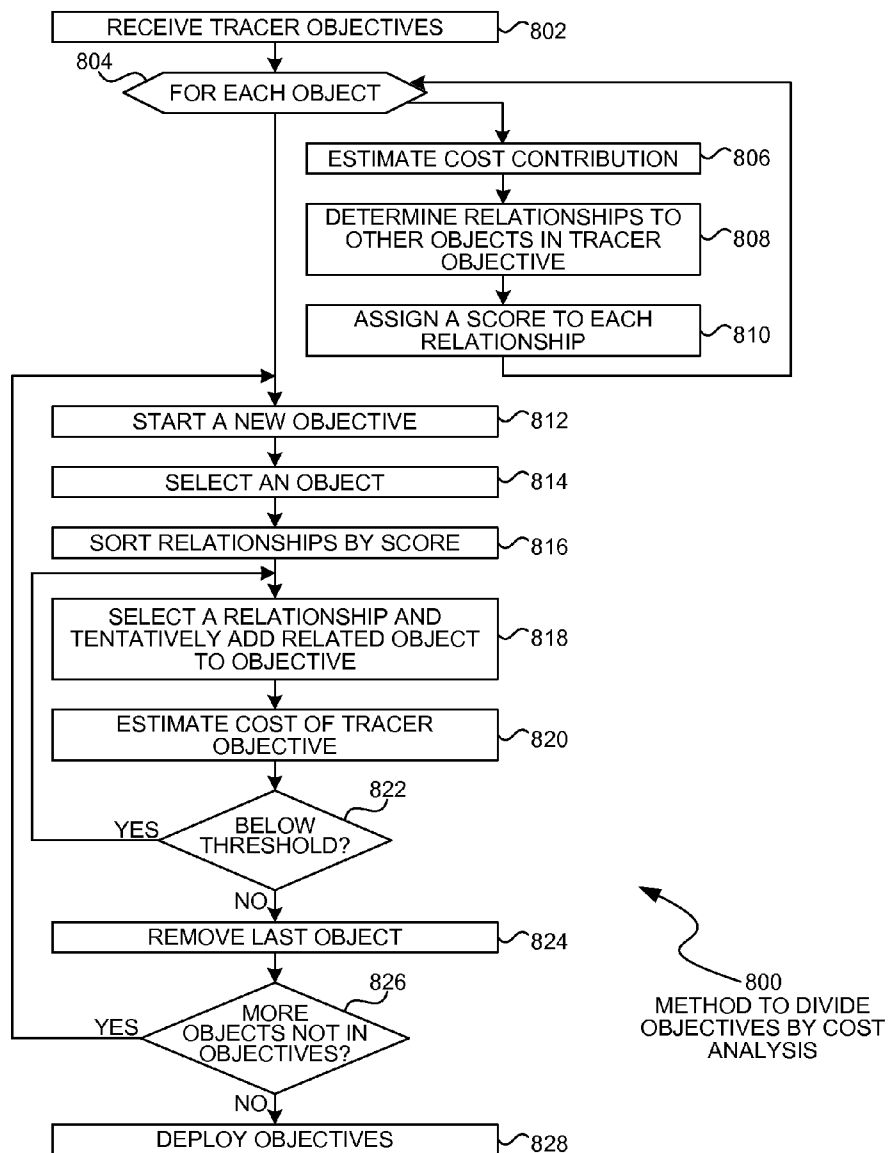 RECEIVE TRACER OBJECTIVES
802
804
FOR EACH OBJECT
ESTIMATE COST CONTRIBUTION
806
DETERMINE RELATIONSHIPS TO
OTHER OBJECTS IN TRACER
OBJECTIVE
808
ASSIGN A SCORE TO EACH
RELATIONSHIP
810
START A NEW OBJECTIVE
812
SELECT AN OBJECT
814
SORT RELATIONSHIPS BY SCORE
816
SELECT A RELATIONSHIP AND
TENTATIVELY ADD RELATED OBJECT
TO OBJECTIVE
818
ESTIMATE COST OF TRACER
OBJECTIVE
820
822
BELOW
THRESHOLD?
YES
NO
REMOVE LAST OBJECT
824
826
MORE
OBJECTS NOT IN
OBJECTIVES?
YES
NO
DEPLOY OBJECTIVES
828
800
METHOD TO DIVIDE
OBJECTIVES BY COST
ANALYSIS